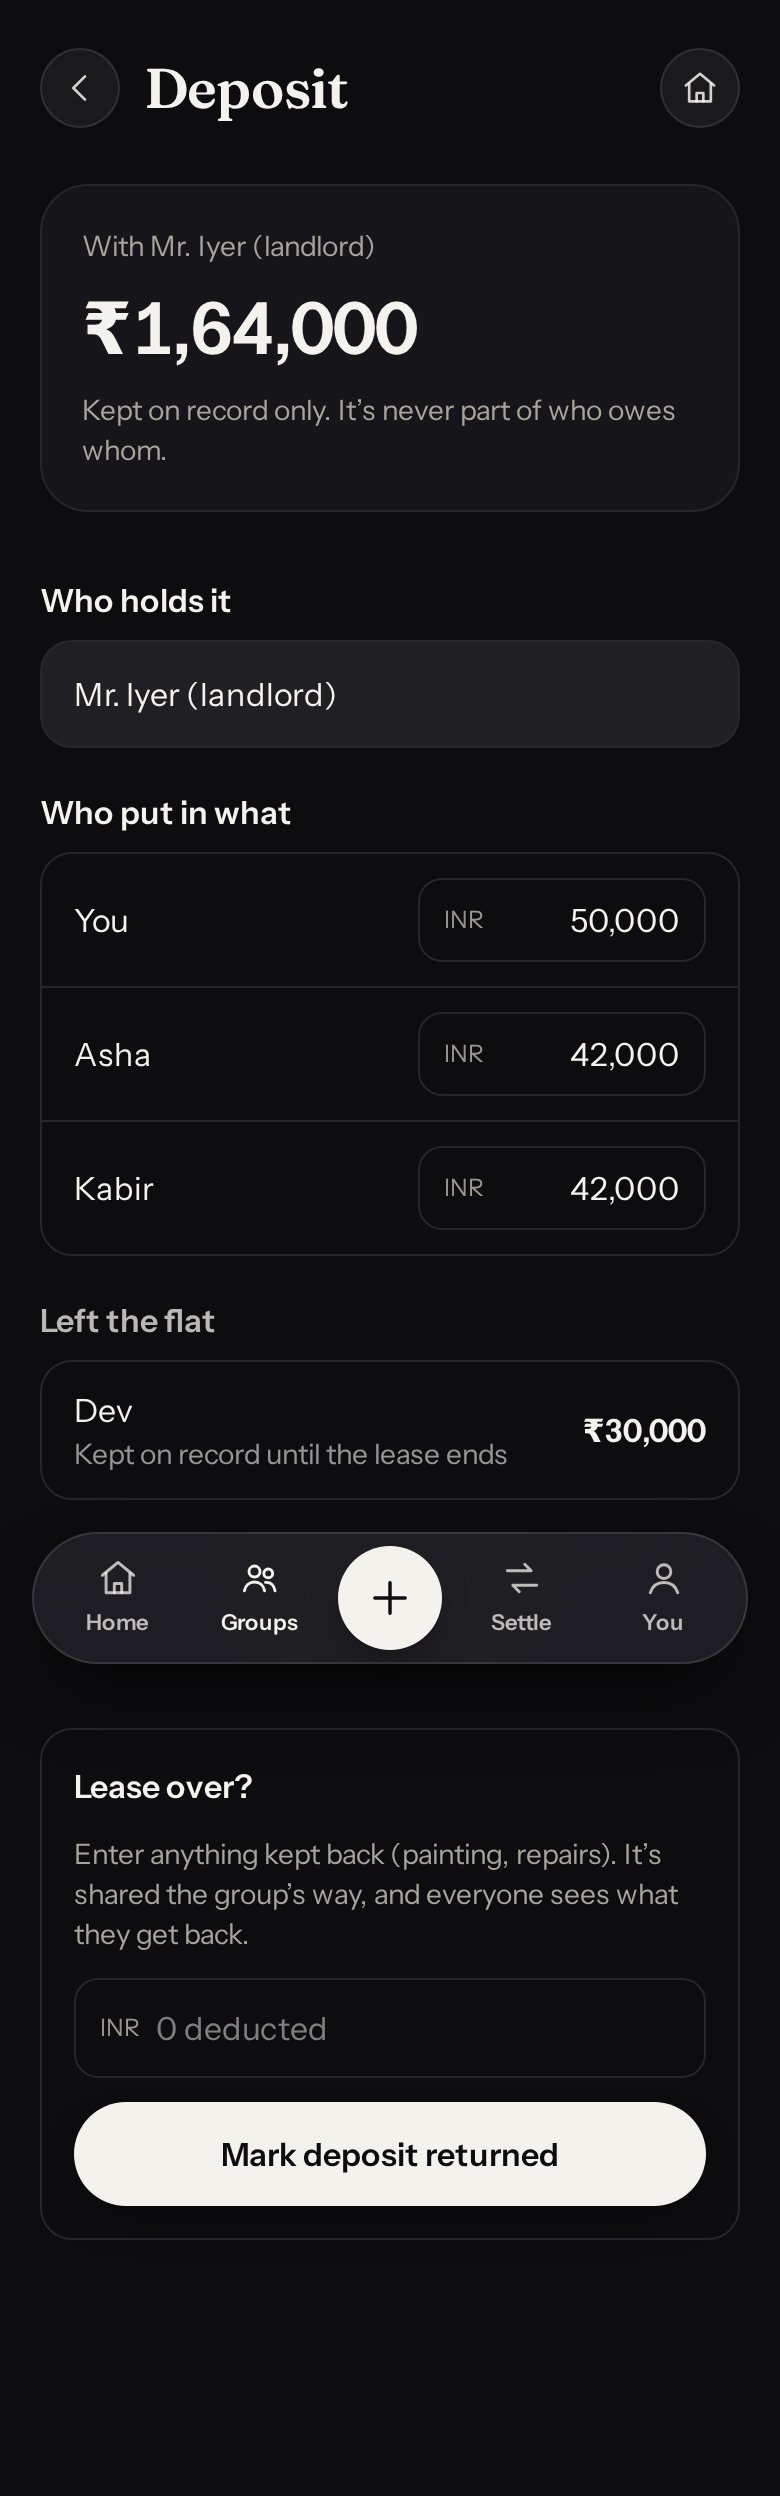 Deposit
With Mr. Iyer (landlord)
₹1,64,000
Kept on record only. It’s never part of who owes
whom.
Who holds it
Mr. Iyer (landlord)
Who put in what
You
INR 50,000
Asha
INR 42,000
Kabir
INR 42,000
Left the flat
Dev
Kept on record until the lease ends
₹30,000
Home
Groups
Settle
You
Lease over?
Enter anything kept back (painting, repairs). It’s
shared the group’s way, and everyone sees what
they get back.
INR 0 deducted
Mark deposit returned